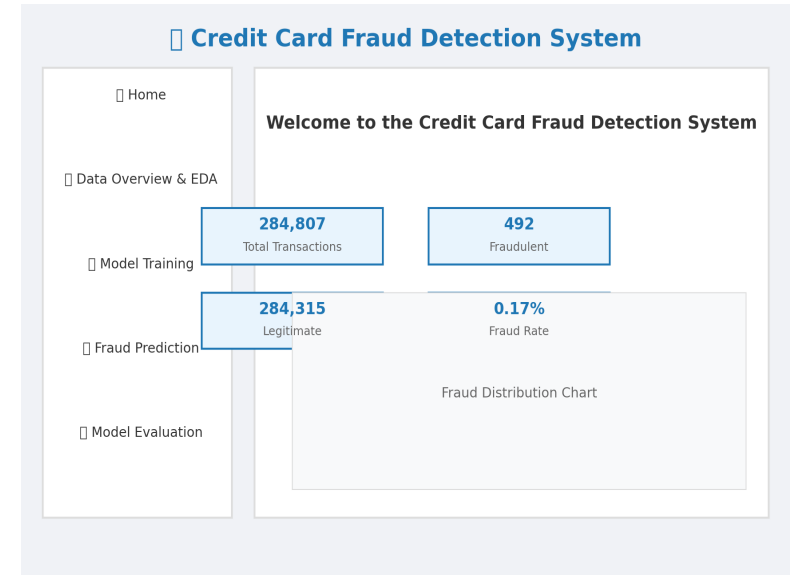 Credit Card Fraud Detection System
Home
Data Overview & EDA
Model Training
Fraud Prediction
Model Evaluation
Welcome to the Credit Card Fraud Detection System
284,807
Total Transactions
492
Fraudulent
284,315
Legitimate
0.17%
Fraud Rate
Fraud Distribution Chart